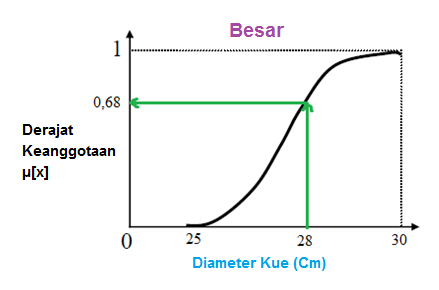 Besar
1
0,68
Derajat
Keanggotaan
μ[x]
0
25
28
30
Diameter Kue (Cm)